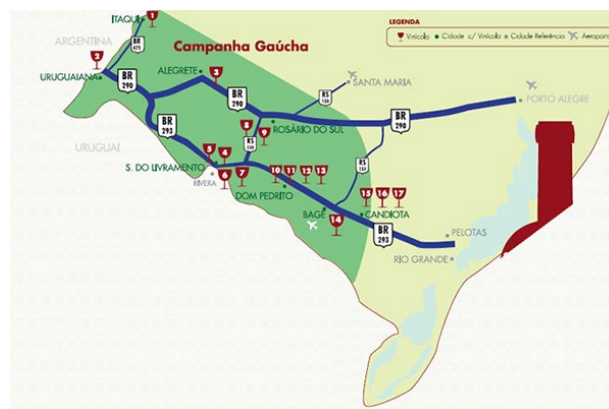 LEGENDA
Vinícola
Cidade c/ Vinícola
Cidade Referência
Aeroporto
ITAQUI
1
ARGENTINA
BR
472
Campanha Gaúcha
2
URUGUAIANA
BR
290
ALEGRETE
3
BR
290
SANTA MARIA
RS
158
PORTO ALEGRE
BR
290
BR
293
8
9
ROSÁRIO DO SUL
URUGUAI
RS
5
4
S. DO LIVRAMENTO
RIVERA
6
7
10
11
12
13
DOM PEDRITO
RS
153
15
16
17
BAGÉ
CANDIOTA
14
BR
293
PELOTAS
RIO GRANDE